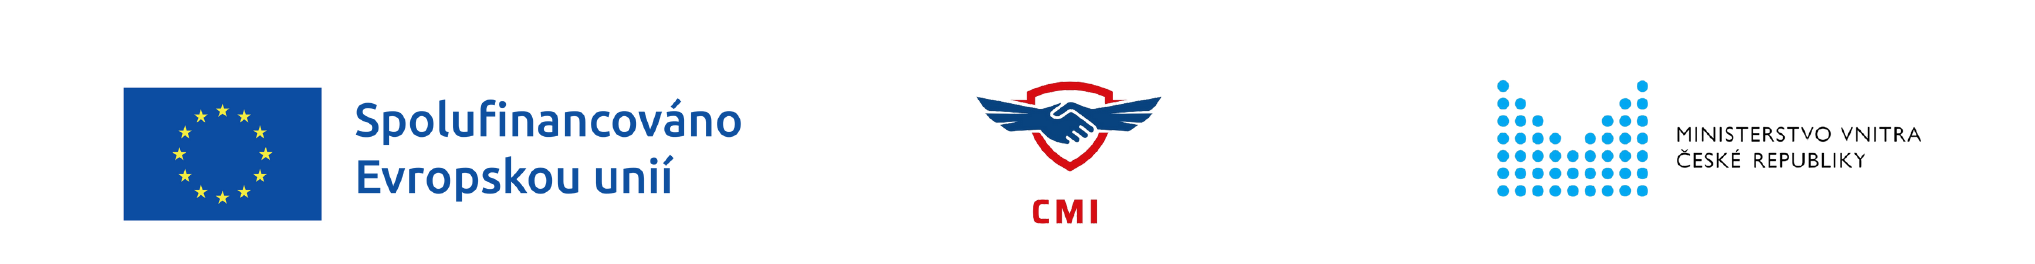 Spolufinancováno
Evropskou unií
CMI
MINISTERSTVO VNITRA
ČESKÉ REPUBLIKY